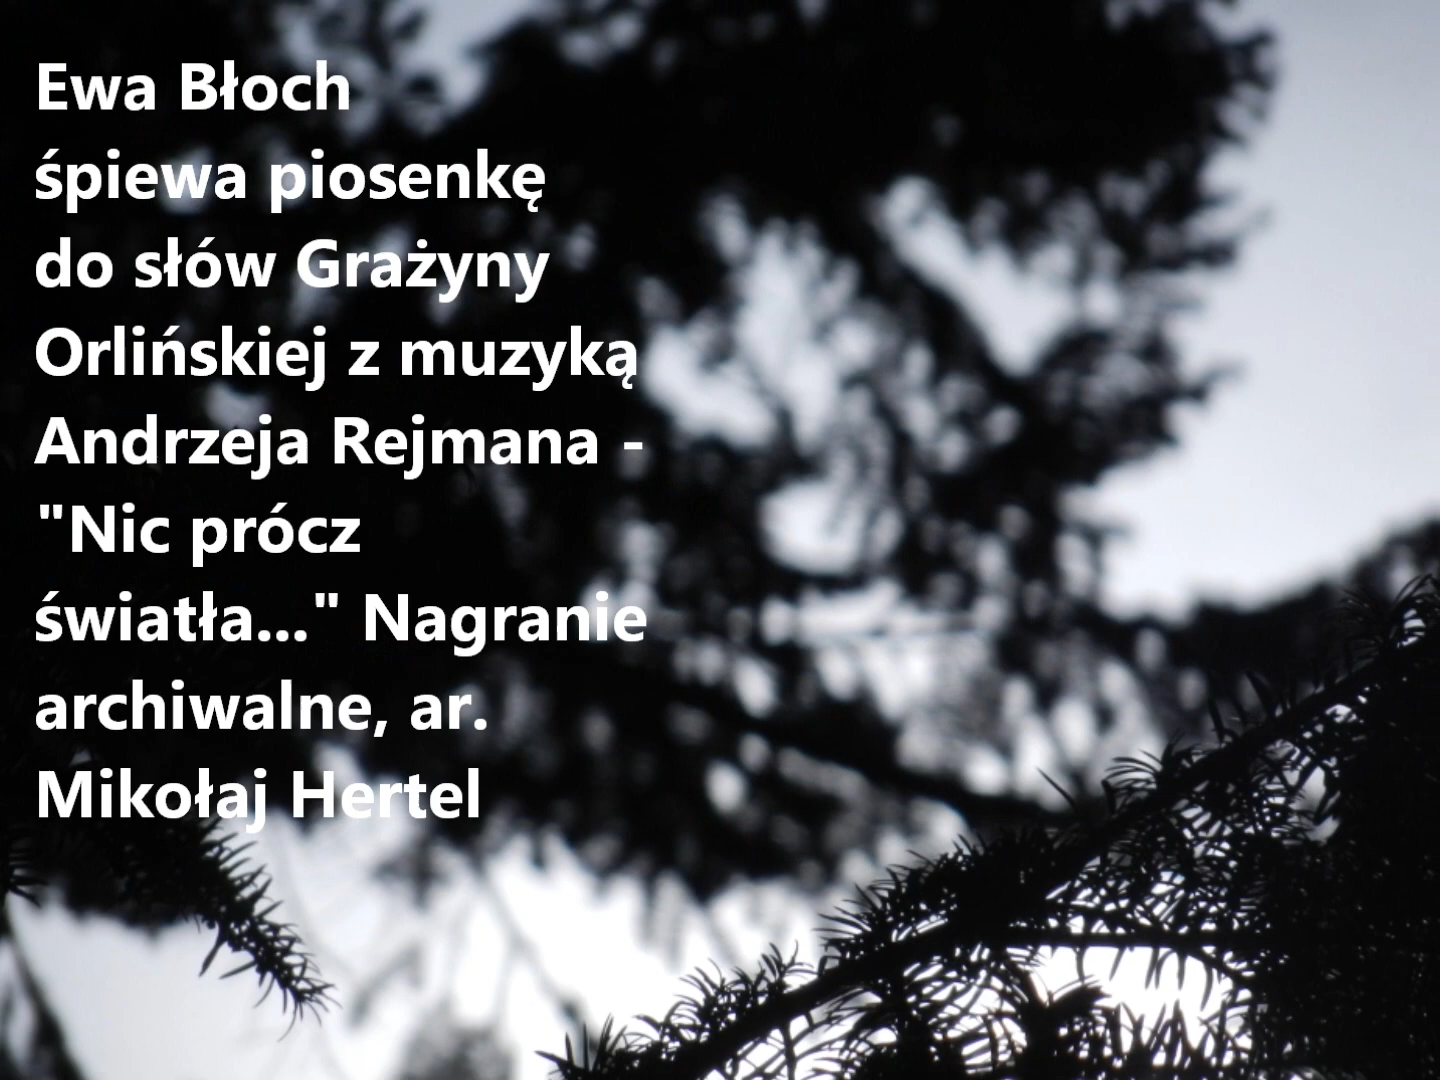 Ewa Błoch
śpiewa piosenkę
do słów Grażyny
Orlińskiej z muzyką
Andrzeja Rejmana -
"Nic prócz
światła..." Nagranie
archiwalne, ar.
Mikołaj Hertel